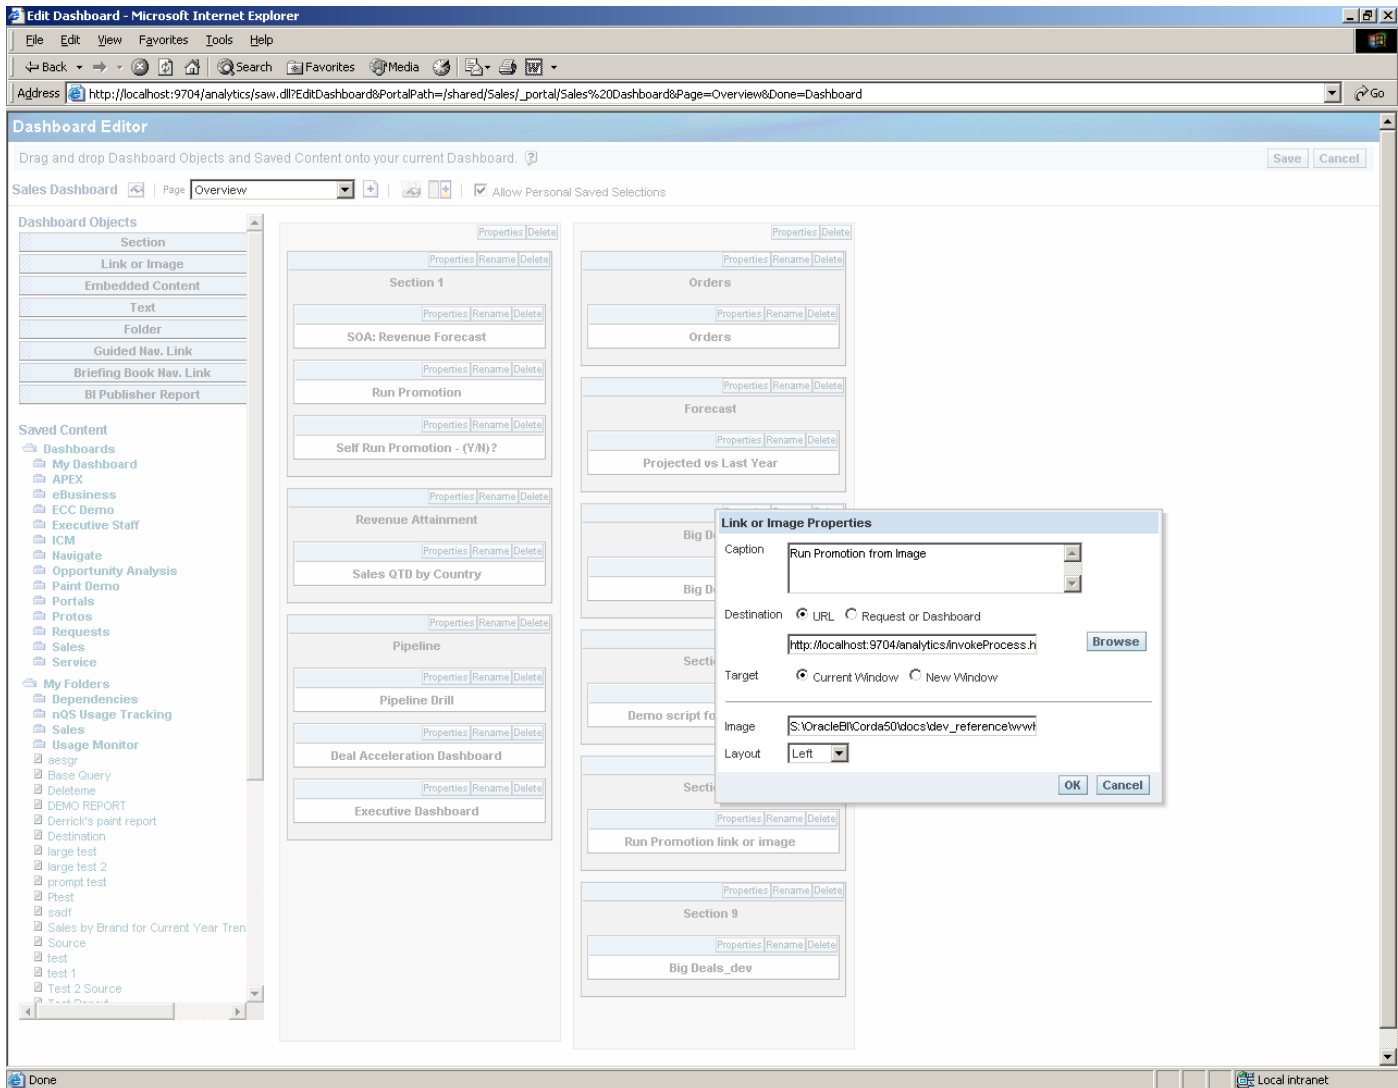 Edit Dashboard - Microsoft Internet Explorer
File Edit View Favorites Tools Help
Back Search Favorites Media
Address http://localhost:9704/analytics/saw.dll?EditDashboard&PortalPath=/shared/Sales/_portal/Sales%20Dashboard&Page=Overview&Done=Dashboard Go
Dashboard Editor
Drag and drop Dashboard Objects and Saved Content onto your current Dashboard. ? Save Cancel
Sales Dashboard Page Overview Allow Personal Saved Selections
Dashboard Objects
Section
Link or Image
Embedded Content
Text
Folder
Guided Nav. Link
Briefing Book Nav. Link
BI Publisher Report
Saved Content
Dashboards
My Dashboard
APEX
eBusiness
ECC Demo
Executive Staff
ICM
Navigate
Opportunity Analysis
Paint Demo
Portals
Protos
Requests
Sales
Service
My Folders
Dependencies
nQS Usage Tracking
Sales
Usage Monitor
aesgr
Base Query
Deleteme
DEMO REPORT
Derrick's paint report
Destination
large test
large test 2
prompt test
Ptest
sadf
Sales by Brand for Current Year Tren
Source
test
test 1
Test 2 Source
Properties Delete
Properties Rename Delete
Section 1
Properties Rename Delete
SOA: Revenue Forecast
Properties Rename Delete
Run Promotion
Properties Rename Delete
Self Run Promotion - (Y/N)?
Properties Rename Delete
Revenue Attainment
Properties Rename Delete
Sales QTD by Country
Properties Rename Delete
Pipeline
Properties Rename Delete
Pipeline Drill
Properties Rename Delete
Deal Acceleration Dashboard
Properties Rename Delete
Executive Dashboard
Properties Delete
Properties Rename Delete
Orders
Properties Rename Delete
Orders
Properties Rename Delete
Forecast
Properties Rename Delete
Projected vs Last Year
Big D
Big D
Secti
Demo script fo
Secti
Properties Rename Delete
Run Promotion link or image
Properties Rename Delete
Section 9
Properties Rename Delete
Big Deals_dev
Link or Image Properties
Caption Run Promotion from Image
Destination URL Request or Dashboard
http://localhost:9704/analytics/invokeProcess.h Browse
Target Current Window New Window
Image S:\OracleBI\Corda50\docs\dev_reference\wwh
Layout Left
OK Cancel
Done Local intranet